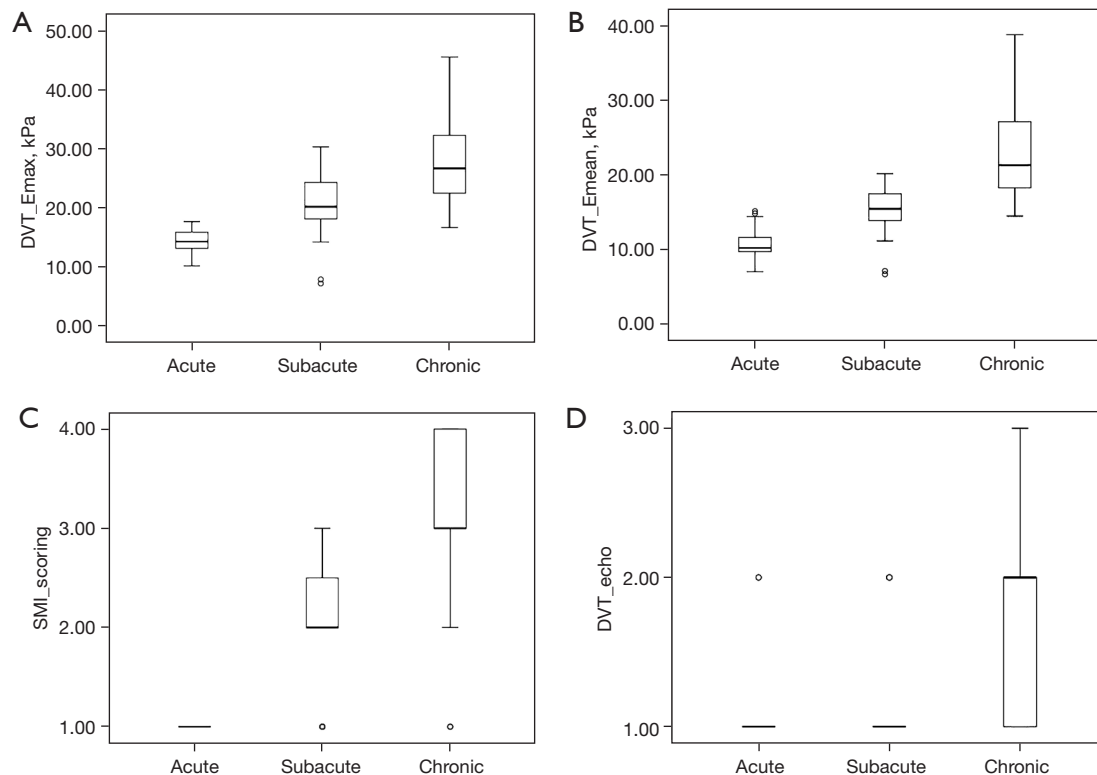 A
50.00
40.00
30.00
20.00
10.00
0.00
DVT_Emax, kPa
Acute Subacute Chronic
B
40.00
30.00
20.00
10.00
0.00
DVT_Emean, kPa
Acute Subacute Chronic
C
4.00
3.00
2.00
1.00
SMI_scoring
Acute Subacute Chronic
D
3.00
2.00
1.00
DVT_echo
Acute Subacute Chronic